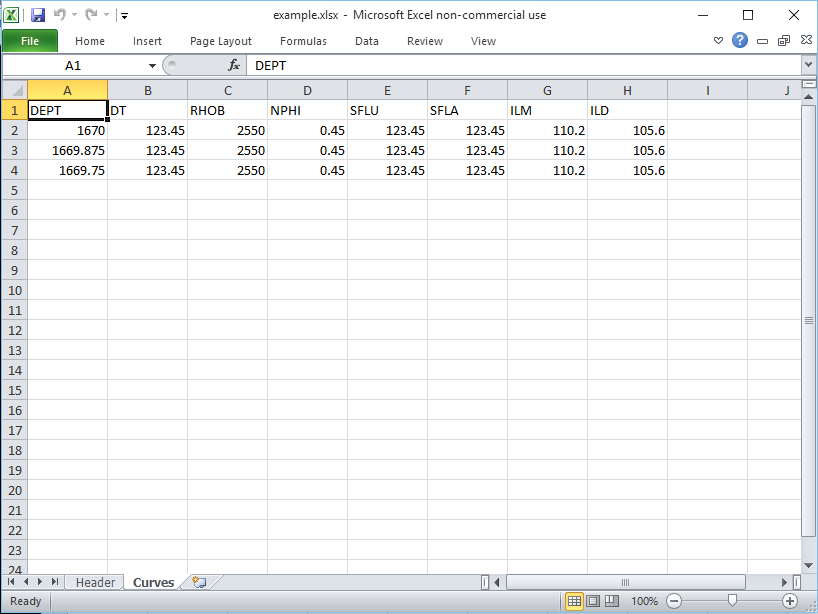 example.xlsx - Microsoft Excel non-commercial use
File Home Insert Page Layout Formulas Data Review View
A1 fx DEPT
A B C D E F G H I J
1 DEPT DT RHOB NPHI SFLU SFLA ILM ILD
2 1670 123.45 2550 0.45 123.45 123.45 110.2 105.6
3 1669.875 123.45 2550 0.45 123.45 123.45 110.2 105.6
4 1669.75 123.45 2550 0.45 123.45 123.45 110.2 105.6
5
6
7
8
9
10
11
12
13
14
15
16
17
18
19
20
21
22
23
24
Header Curves
Ready 100%